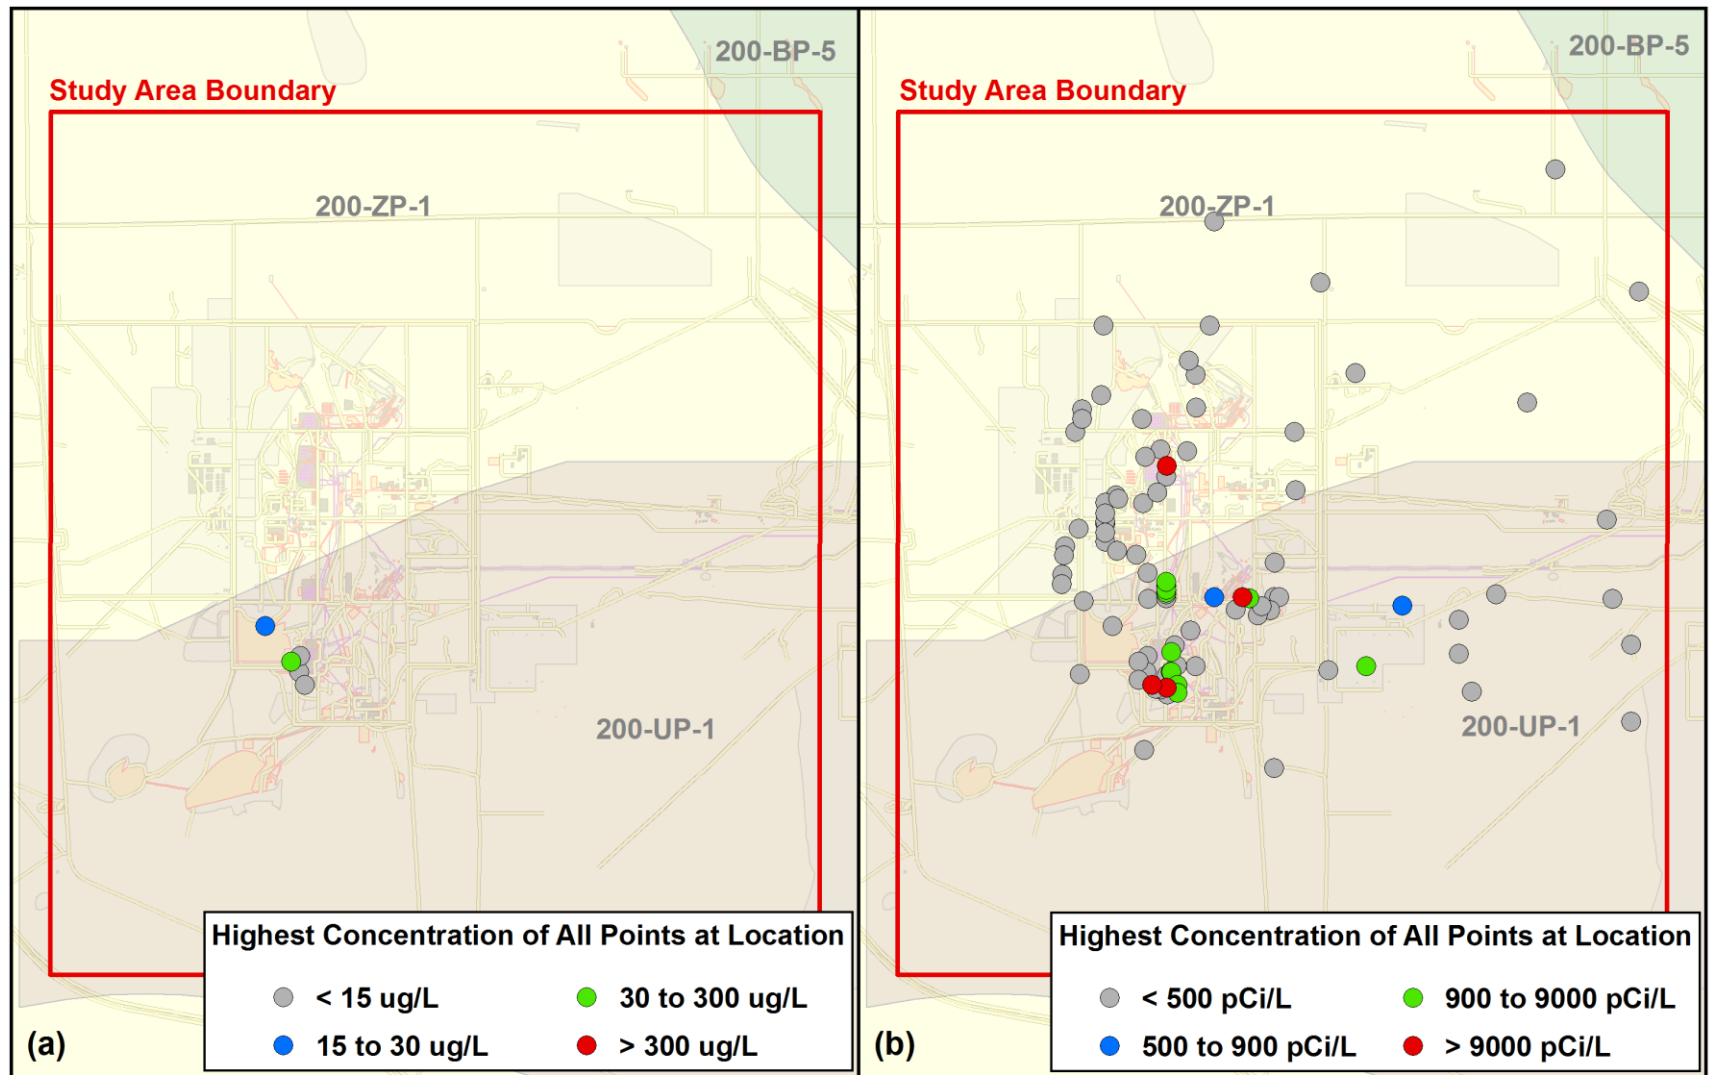 200-BP-5
Study Area Boundary
200-ZP-1
200-UP-1
Highest Concentration of All Points at Location
< 15 ug/L
30 to 300 ug/L
15 to 30 ug/L
> 300 ug/L
(a)
200-BP-5
Study Area Boundary
200-ZP-1
200-UP-1
Highest Concentration of All Points at Location
< 500 pCi/L
900 to 9000 pCi/L
500 to 900 pCi/L
> 9000 pCi/L
(b)